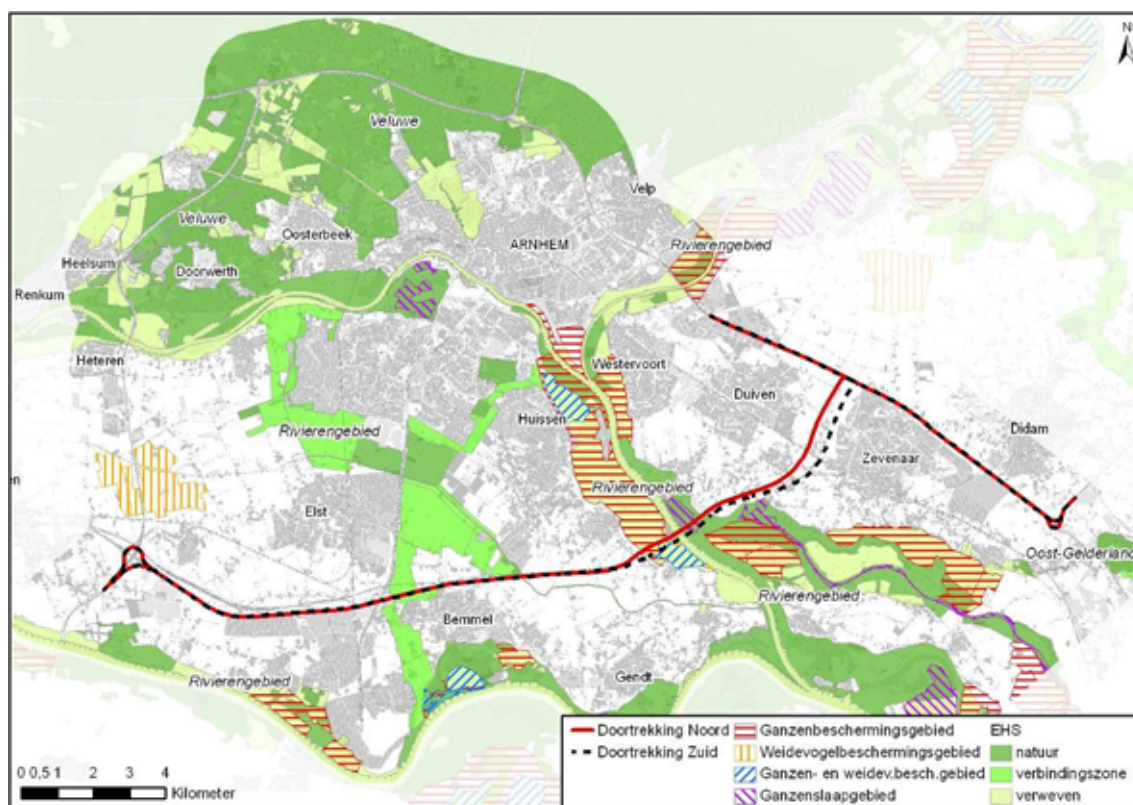 N
Veluwe
Velp
Veluwe
Oosterbeek
ARNHEM
Rivierengebied
Heelsum
Doorwerth
Renkum
Heteren
Westervoort
Duiven
Huissen
Rivierengebied
Didam
Zevenaar
en
Rivierengebied
Elst
Oost-Gelderland
Rivierengebied
Bemmel
Gendt
Rivierengebied
Doortrekking Noord
Doortrekking Zuid
Ganzenbeschermingsgebied
Weidevogelbeschermingsgebied
Ganzen- en weidev.besch.gebied
Ganzenslaapgebied
EHS
natuur
verbindingszone
verweven
0 0,5 1 2 3 4
Kilometer